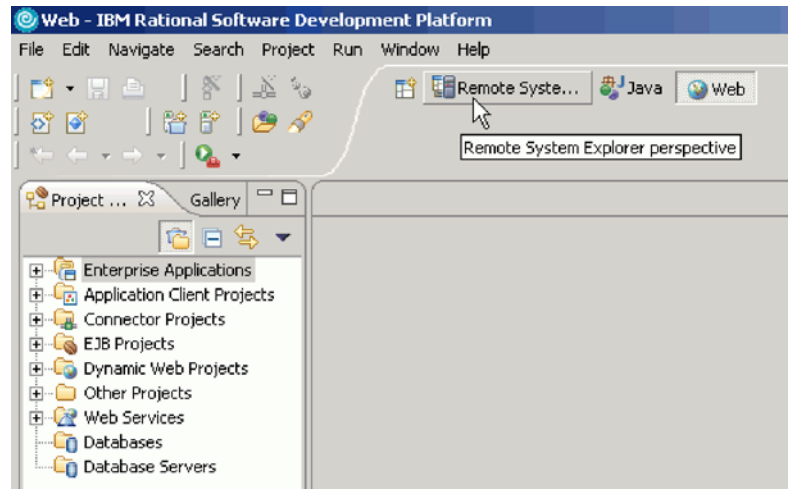 Web - IBM Rational Software Development Platform
File Edit Navigate Search Project Run Window Help
Remote Syste... Java Web
Remote System Explorer perspective
Project ... Gallery
Enterprise Applications
Application Client Projects
Connector Projects
EJB Projects
Dynamic Web Projects
Other Projects
Web Services
Databases
Database Servers